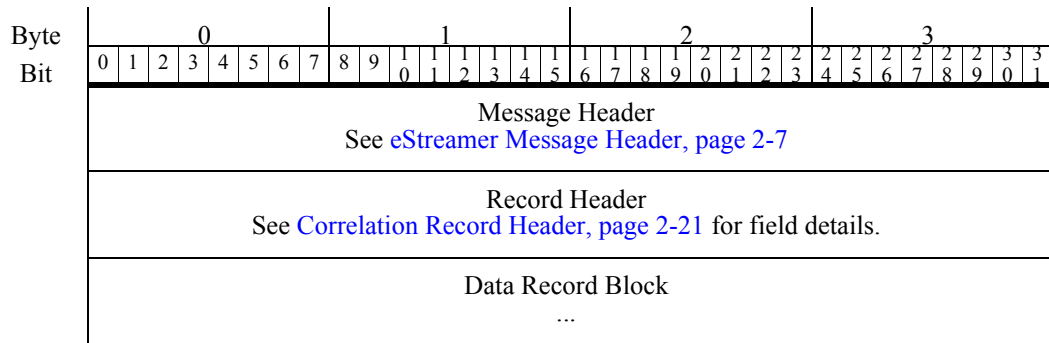 Byte 0 1 2 3
Bit 0 1 2 3 4 5 6 7 8 9 10 11 12 13 14 15 16 17 18 19 20 21 22 23 24 25 26 27 28 29 30 31
Message Header
See eStreamer Message Header, page 2-7
Record Header
See Correlation Record Header, page 2-21 for field details.
Data Record Block
...